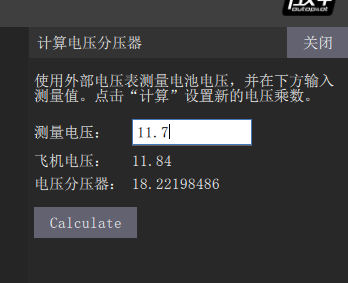 autopilot
计算电压分压器
关闭
使用外部电压表测量电池电压，并在下方输入
测量值。点击“计算”设置新的电压乘数。
测量电压： 11.7
飞机电压： 11.84
电压分压器： 18.22198486
Calculate